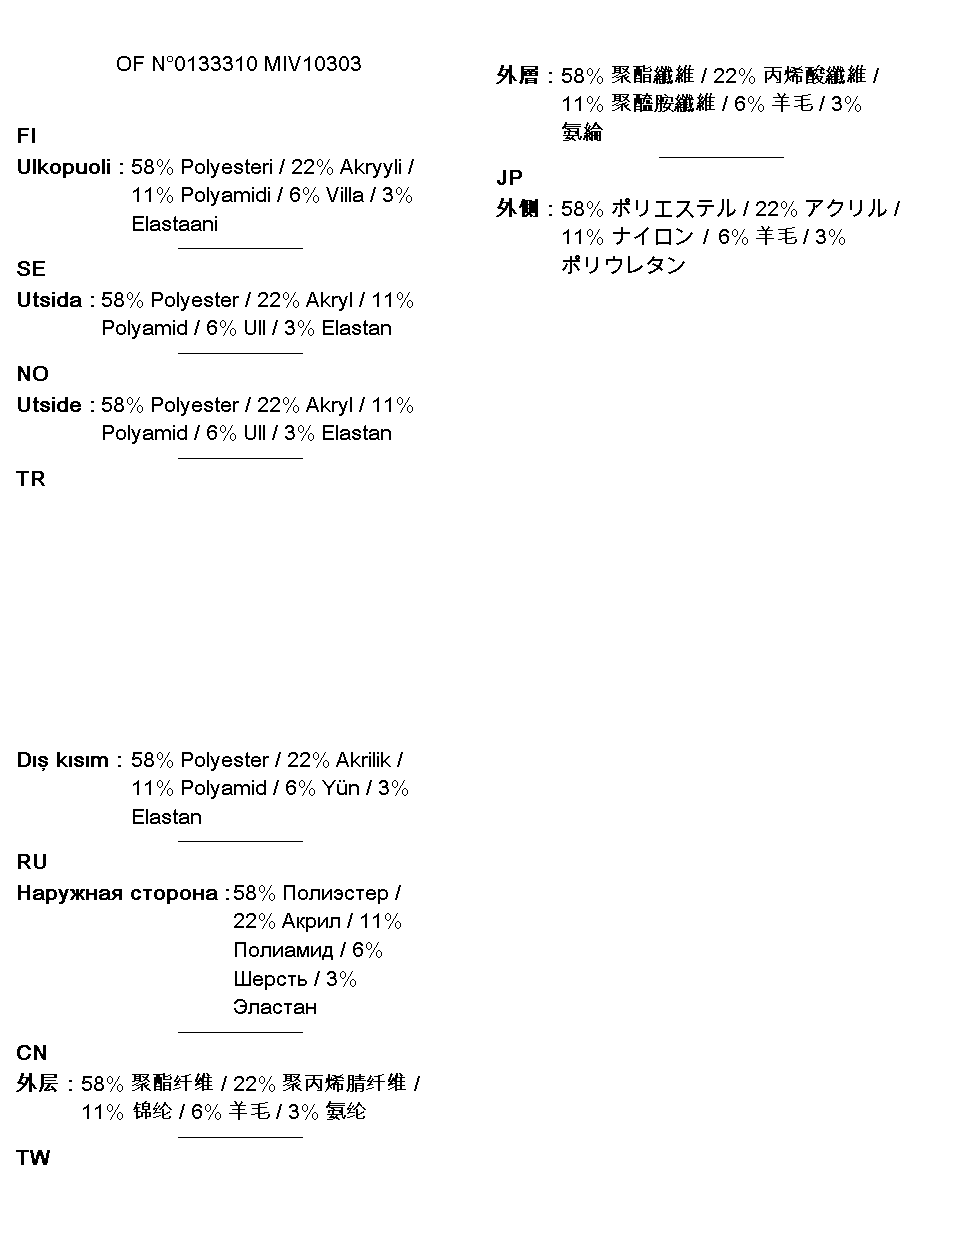 OF N°0133310 MIV10303
FI
Ulkopuoli : 58% Polyesteri / 22% Akryyli /
11% Polyamidi / 6% Villa / 3%
Elastaani
SE
Utsida : 58% Polyester / 22% Akryl / 11%
Polyamid / 6% Ull / 3% Elastan
NO
Utside : 58% Polyester / 22% Akryl / 11%
Polyamid / 6% Ull / 3% Elastan
TR
Dış kısım : 58% Polyester / 22% Akrilik /
11% Polyamid / 6% Yün / 3%
Elastan
RU
Наружная сторона : 58% Полиэстер /
22% Акрил / 11%
Полиамид / 6%
Шерсть / 3%
Эластан
CN
外层 : 58% 聚酯纤维 / 22% 聚丙烯腈纤维 /
11% 锦纶 / 6% 羊毛 / 3% 氨纶
TW
外層 : 58% 聚酯纖維 / 22% 丙烯酸纖維 /
11% 聚醯胺纖維 / 6% 羊毛 / 3%
氨綸
JP
外側 : 58% ポリエステル / 22% アクリル /
11% ナイロン / 6% 羊毛 / 3%
ポリウレタン